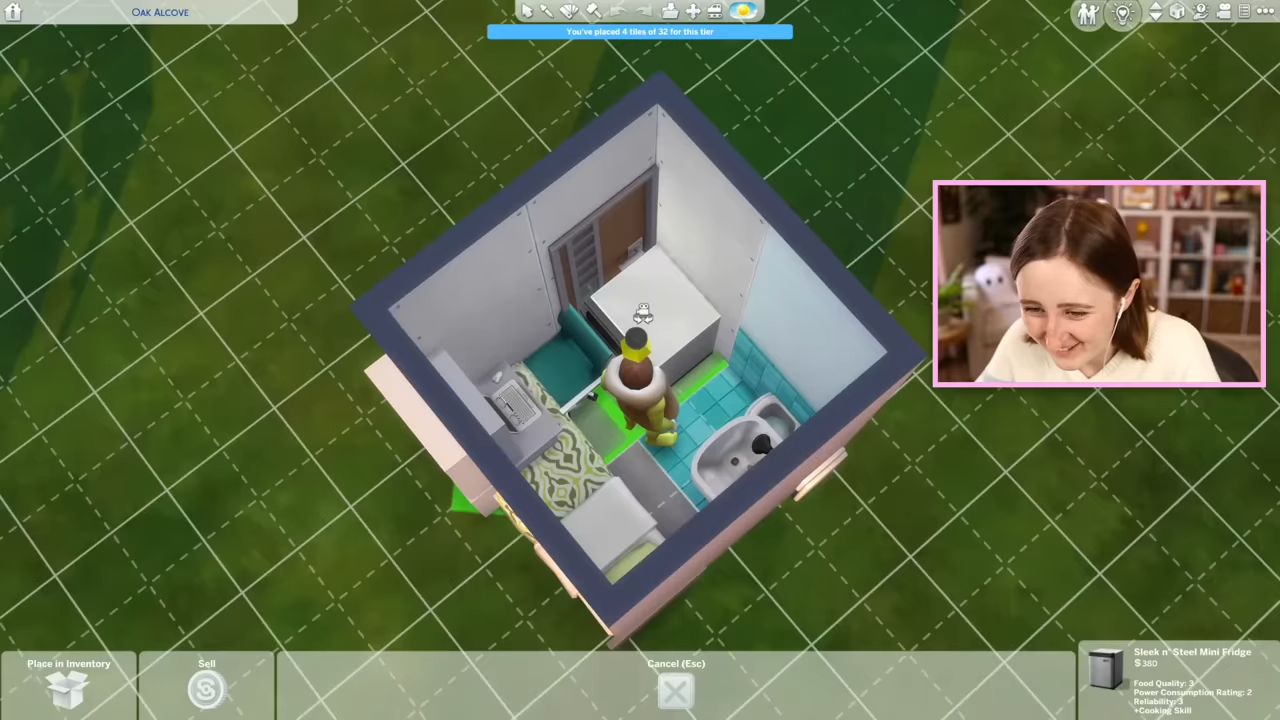 OAK ALCOVE
You've placed 4 tiles of 32 for this tier
Place in Inventory
Sell
Cancel (Esc)
Sleek n' Steel Mini Fridge
§380
Food Quality: 3
Power Consumption Rating: 2
Reliability: 3
+Cooking Skill